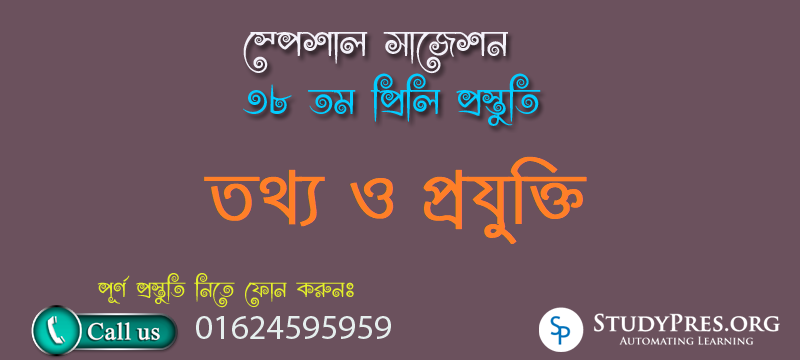 স্পেশাল সাজেশন
৩৮ তম প্রিলি প্রস্তুতি
তথ্য ও প্রযুক্তি
পূর্ণ প্রস্তুতি নিতে ফোন করুনঃ
Call us 01624595959
SP StudyPres.org
Automating Learning